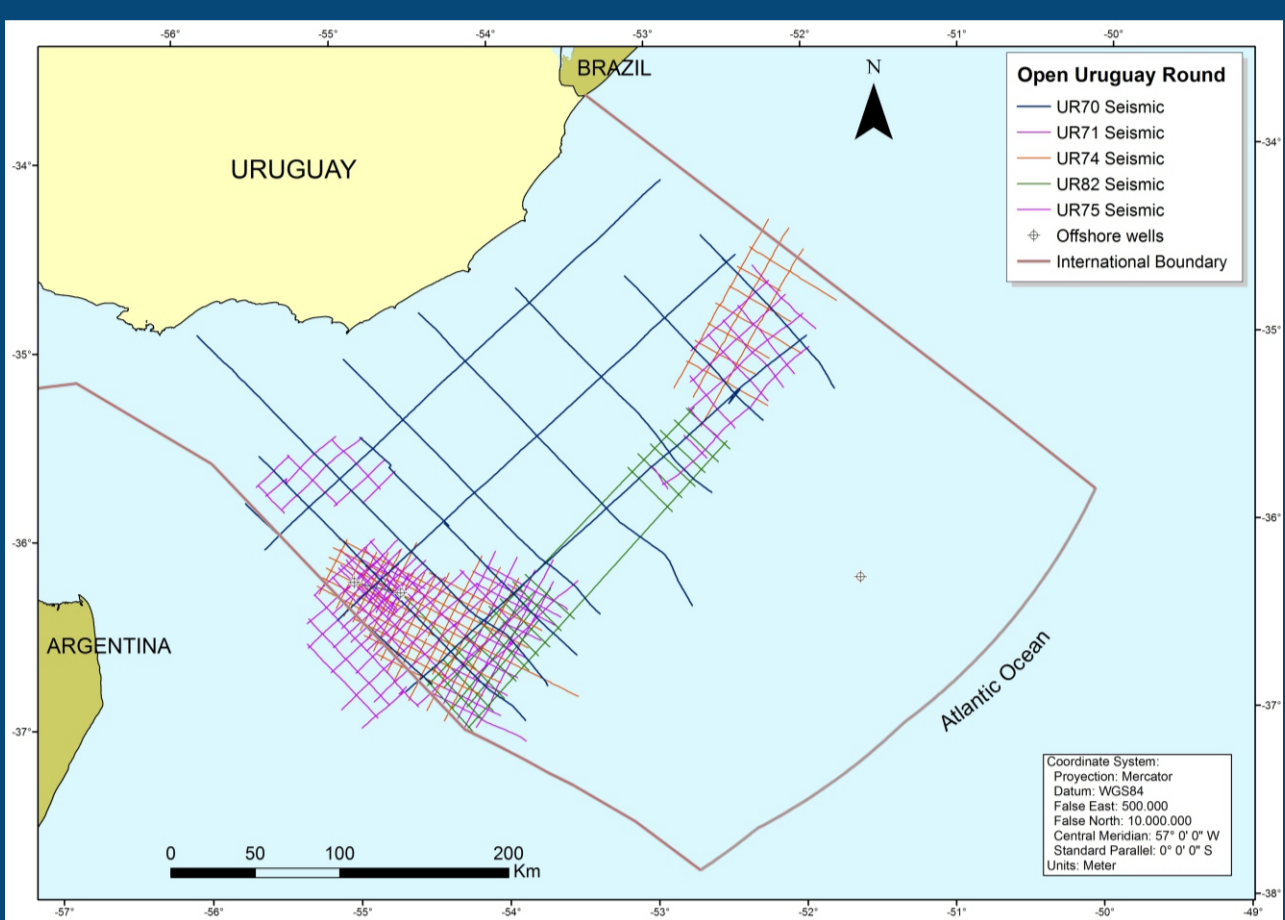 -56° -55° -54° -53° -52° -51° -50°
BRAZIL
N
URUGUAY
Open Uruguay Round
UR70 Seismic
UR71 Seismic
UR74 Seismic
UR82 Seismic
UR75 Seismic
Offshore wells
International Boundary
-34° -34°
-35° -35°
-36° -36°
ARGENTINA
Atlantic Ocean
-37° -37°
Coordinate System:
Proyection: Mercator
Datum: WGS84
False East: 500.000
False North: 10.000.000
Central Meridian: 57° 0' 0" W
Standard Parallel: 0° 0' 0" S
Units: Meter
0 50 100 200
Km
-38°
-57° -56° -55° -54° -53° -52° -51° -50° -49°